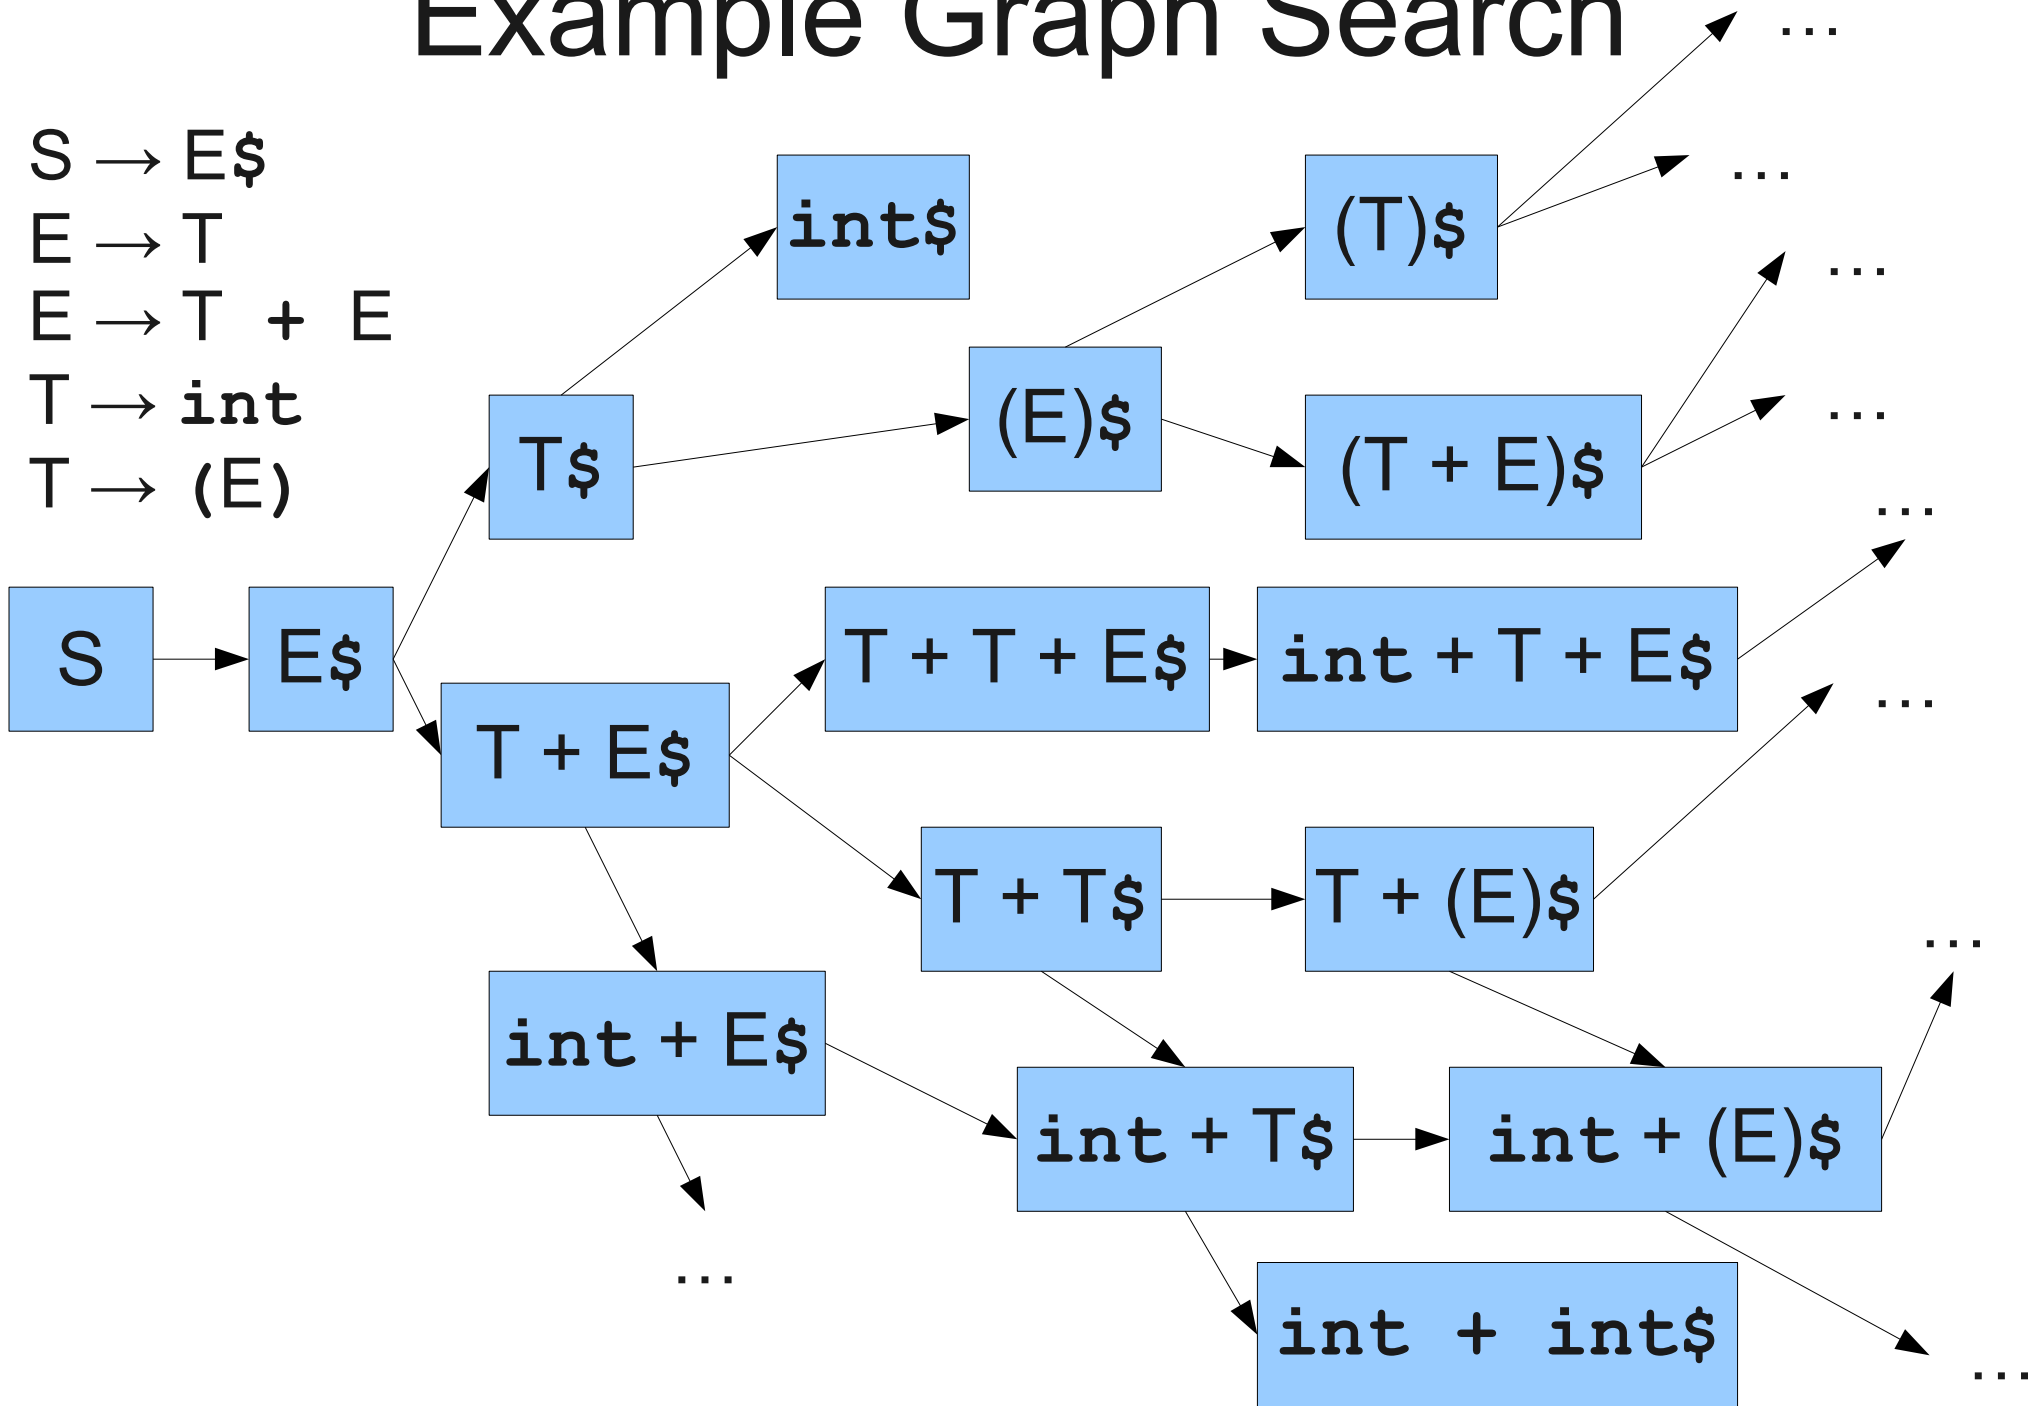 Example Graph Search
S → E$
E → T
E → T + E
T → int
T → (E)
...
...
int$
(T)$
...
T$
(E)$
(T + E)$
...
...
S
E$
T + T + E$
int + T + E$
T + E$
...
T + T$
T + (E)$
...
int + E$
int + T$
int + (E)$
...
int + int$
...